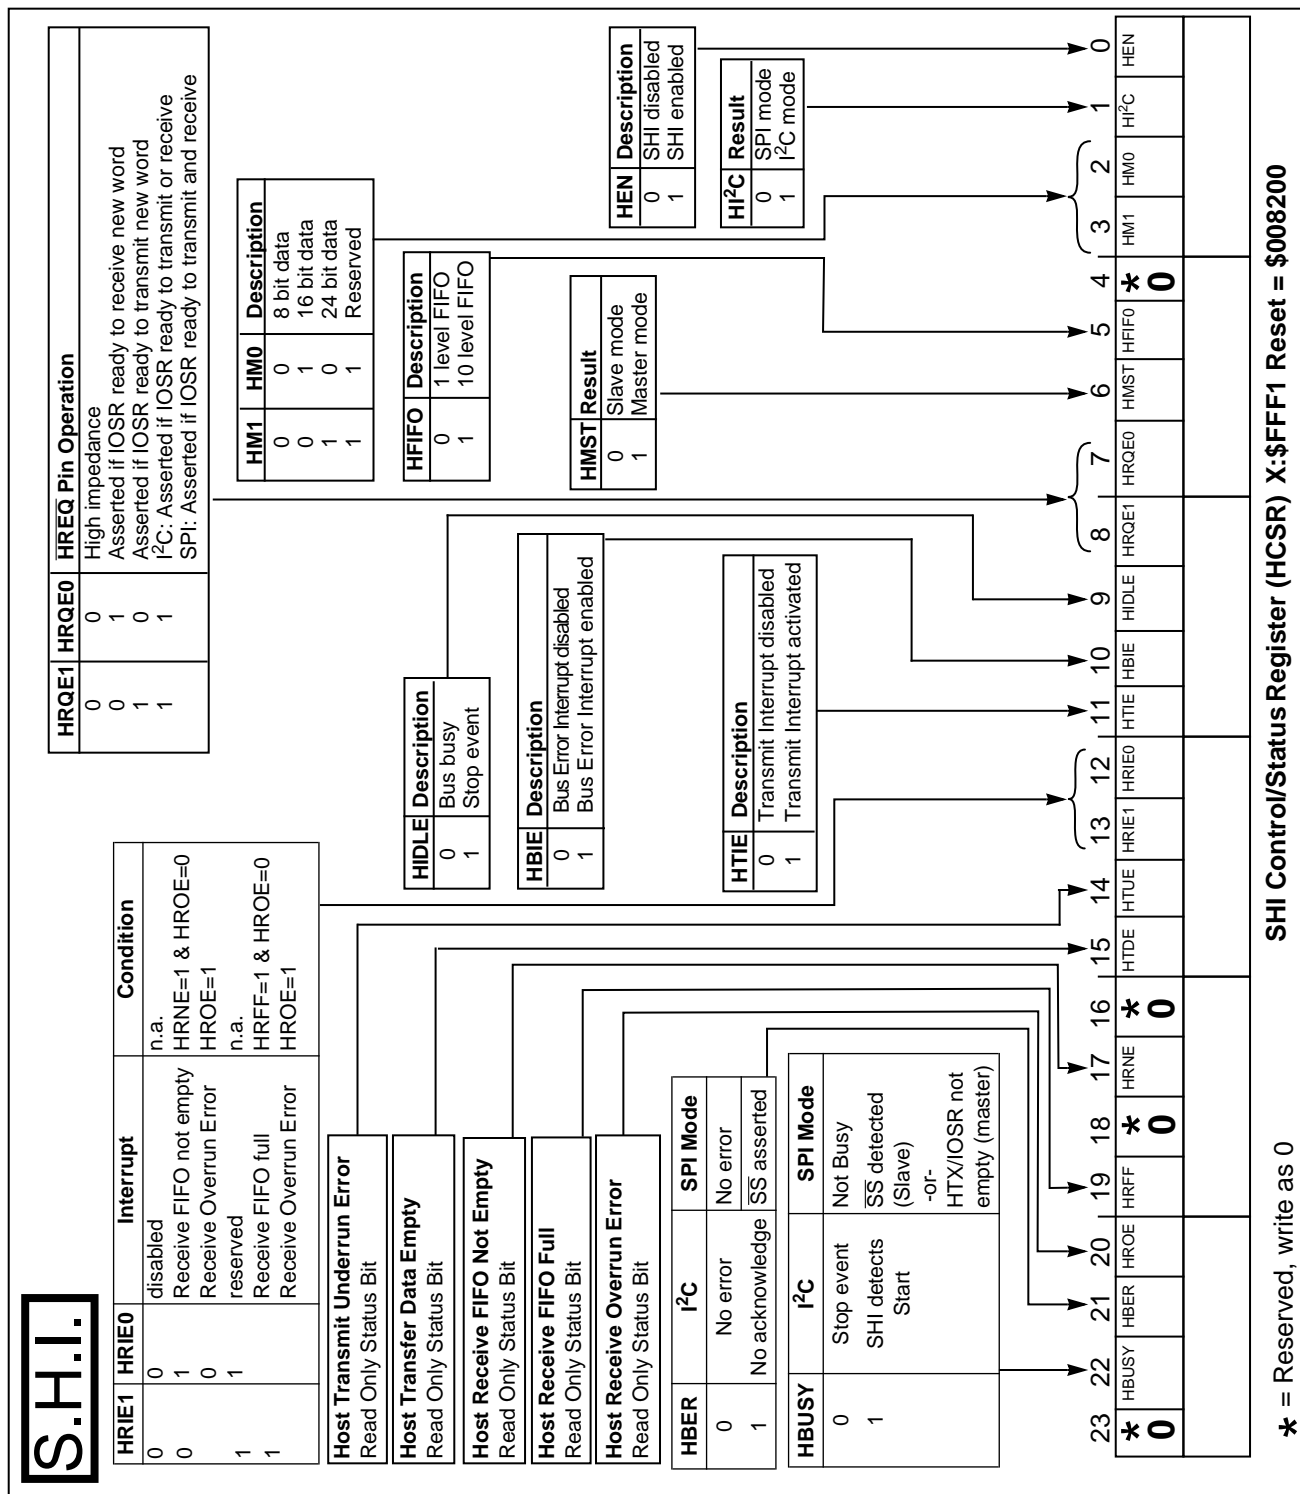 S.H.I.
HRIE1 HRIE0 Interrupt Condition
0 0 disabled n.a.
0 1 Receive FIFO not empty HRNE=1 & HROE=0
Receive Overrun Error HROE=1
1 0 reserved n.a.
1 1 Receive FIFO full HRFF=1 & HROE=0
Receive Overrun Error HROE=1
HRQE1 HRQE0 HREQ Pin Operation
0 0 High impedance
0 1 Asserted if IOSR ready to receive new word
1 0 Asserted if IOSR ready to transmit new word
1 1 I²C: Asserted if IOSR ready to transmit or receive
SPI: Asserted if IOSR ready to transmit and receive
HM1 HM0 Description
0 0 8 bit data
0 1 16 bit data
1 0 24 bit data
1 1 Reserved
Host Transmit Underrun Error
Read Only Status Bit
Host Transfer Data Empty
Read Only Status Bit
Host Receive FIFO Not Empty
Read Only Status Bit
Host Receive FIFO Full
Read Only Status Bit
Host Receive Overrun Error
Read Only Status Bit
HIDLE Description
0 Bus busy
1 Stop event
HFIFO Description
0 1 level FIFO
1 10 level FIFO
HBIE Description
0 Bus Error Interrupt disabled
1 Bus Error Interrupt enabled
HMST Result
0 Slave mode
1 Master mode
HEN Description
0 SHI disabled
1 SHI enabled
HBER I²C SPI Mode
0 No error No error
1 No acknowledge SS asserted
HTIE Description
0 Transmit Interrupt disabled
1 Transmit Interrupt activated
HI²C Result
0 SPI mode
1 I²C mode
HBUSY I²C SPI Mode
0 Stop event Not Busy
1 SHI detects SS detected
Start (Slave)
-or-
HTX/IOSR not
empty (master)
23 22 21 20 19 18 17 16 15 14 13 12 11 10 9 8 7 6 5 4 3 2 1 0
* HBUSY HBER HROE HRFF * HRNE * HTDE HTUE HRIE1 HRIE0 HTIE HBIE HIDLE HRQE1 HRQE0 HMST HFIF0 * HM1 HM0 HI²C HEN
0 0 0 0
SHI Control/Status Register (HCSR) X:$FFF1 Reset = $008200
* = Reserved, write as 0